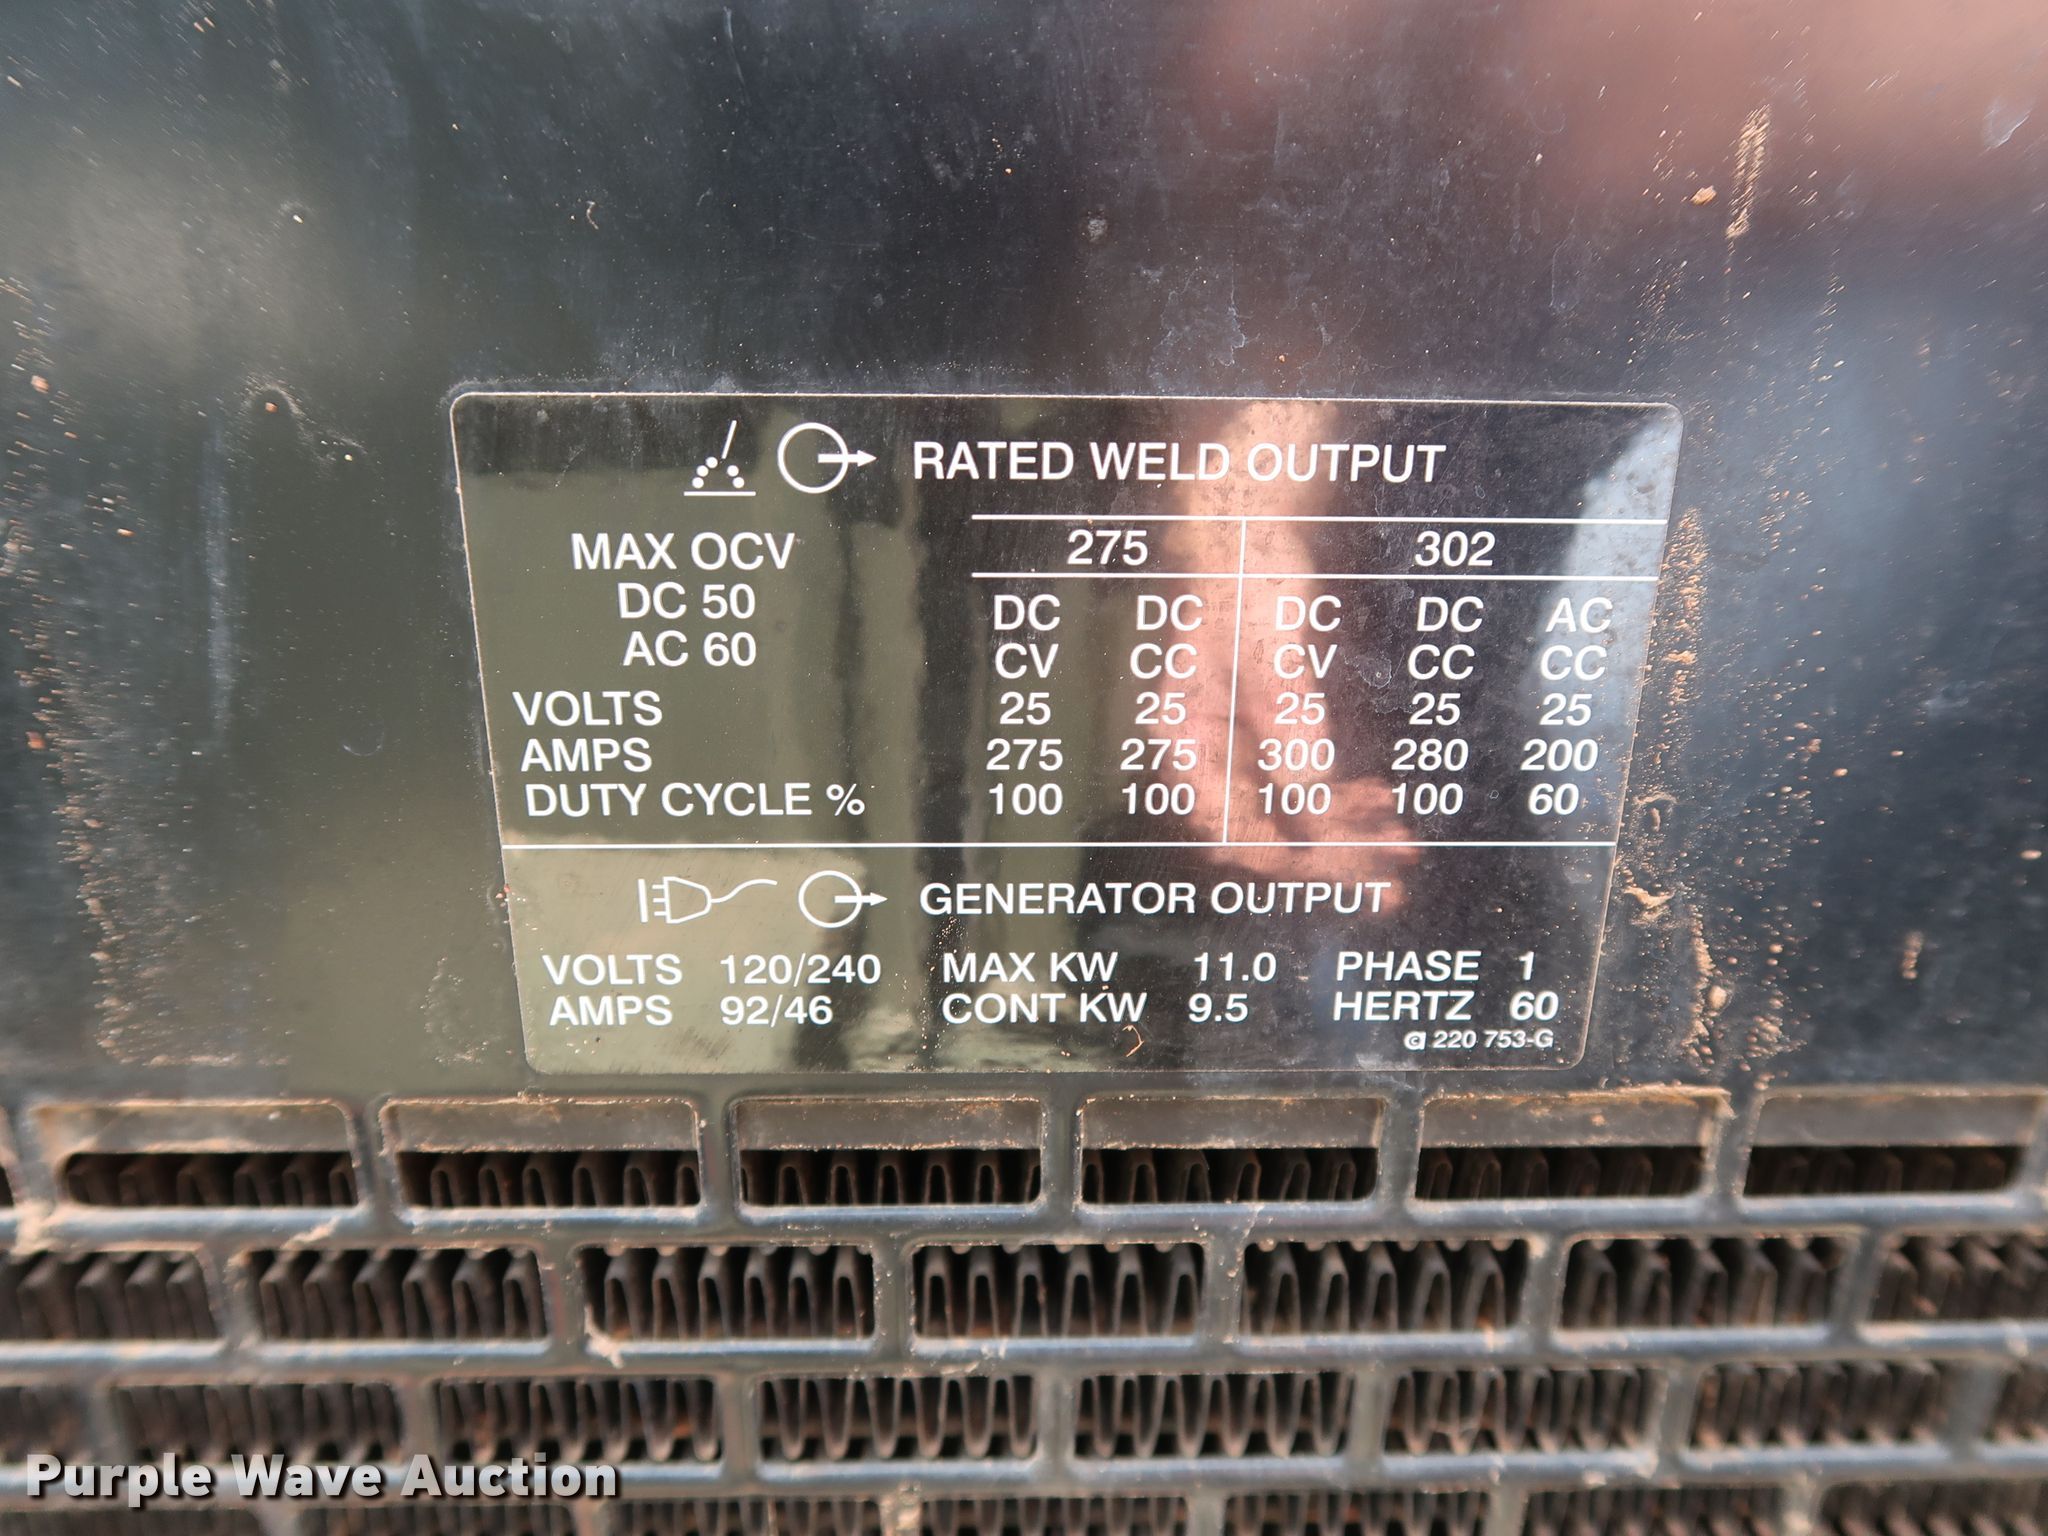 RATED WELD OUTPUT
MAX OCV 275 302
DC 50 DC DC DC DC AC
AC 60 CV CC CV CC CC
VOLTS 25 25 25 25 25
AMPS 275 275 300 280 200
DUTY CYCLE % 100 100 100 100 60
GENERATOR OUTPUT
VOLTS 120/240 MAX KW 11.0 PHASE 1
AMPS 92/46 CONT KW 9.5 HERTZ 60
220 753-G
Purple Wave Auction